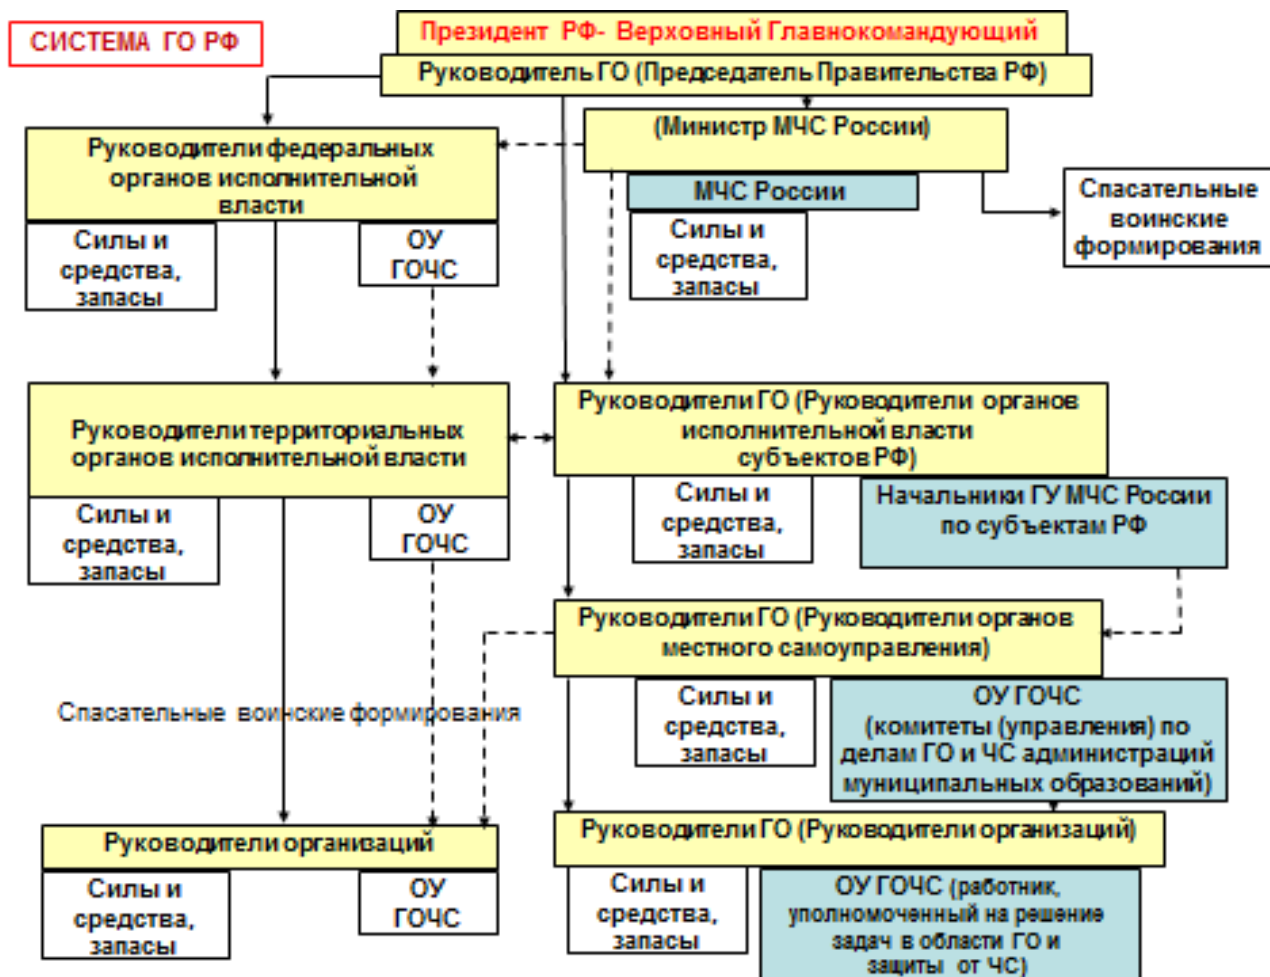 СИСТЕМА ГО РФ
Президент РФ- Верховный Главнокомандующий
Руководитель ГО (Председатель Правительства РФ)
(Министр МЧС России)
МЧС России
Силы и
средства,
запасы
Спасательные
воинские
формирования
Руководители федеральных
органов исполнительной
власти
Силы и
средства,
запасы
ОУ
ГОЧС
Руководители территориальных
органов исполнительной власти
Силы и
средства,
запасы
ОУ
ГОЧС
Руководители ГО (Руководители органов
исполнительной власти
субъектов РФ)
Силы и
средства,
запасы
Начальники ГУ МЧС России
по субъектам РФ
Руководители ГО (Руководители органов
местного самоуправления)
Силы и
средства,
запасы
ОУ ГОЧС
(комитеты (управления) по
делам ГО и ЧС администраций
муниципальных образований)
Спасательные воинские формирования
Руководители организаций
Силы и
средства,
запасы
ОУ
ГОЧС
Руководители ГО (Руководители организаций)
Силы и
средства,
запасы
ОУ ГОЧС (работник,
уполномоченный на решение
задач в области ГО и
защиты от ЧС)